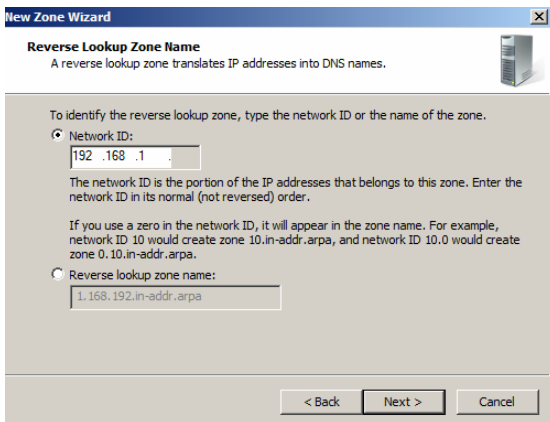 New Zone Wizard
Reverse Lookup Zone Name
A reverse lookup zone translates IP addresses into DNS names.
To identify the reverse lookup zone, type the network ID or the name of the zone.
Network ID:
192 .168 .1 .
The network ID is the portion of the IP addresses that belongs to this zone. Enter the
network ID in its normal (not reversed) order.
If you use a zero in the network ID, it will appear in the zone name. For example,
network ID 10 would create zone 10.in-addr.arpa, and network ID 10.0 would create
zone 0.10.in-addr.arpa.
Reverse lookup zone name:
1.168.192.in-addr.arpa
< Back Next > Cancel